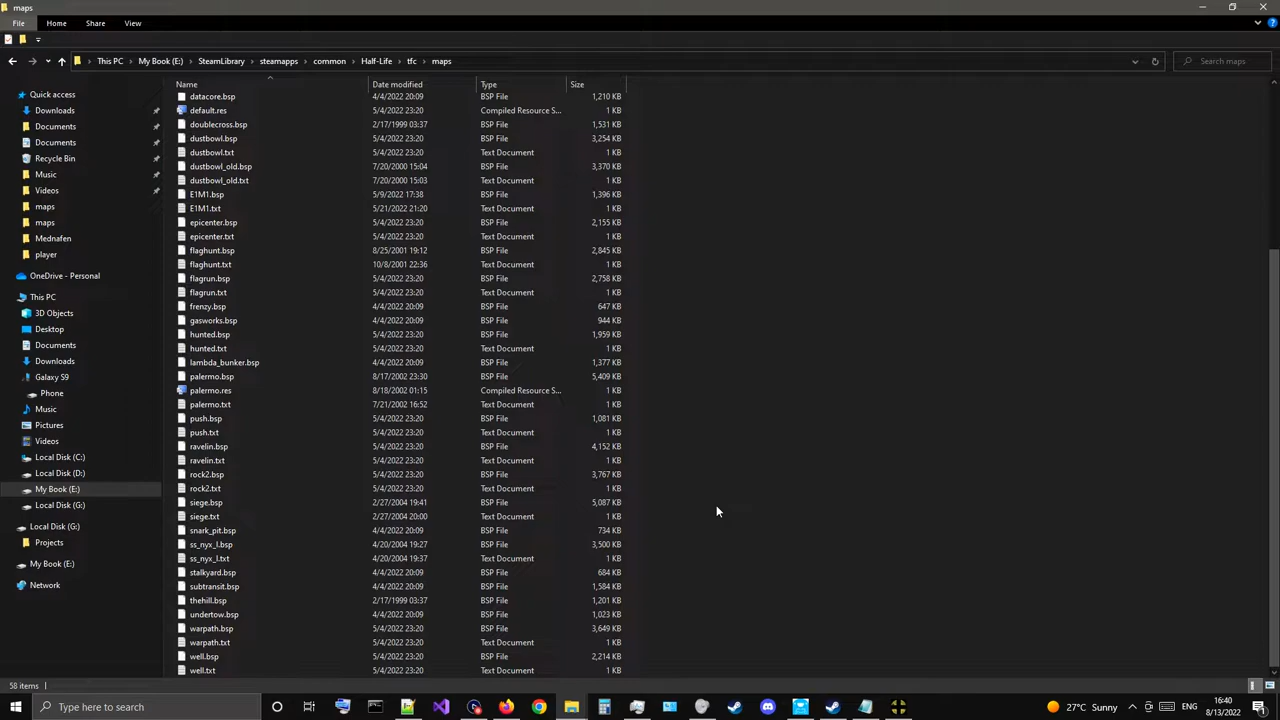 maps
File Home Share View
This PC My Book (E:) SteamLibrary steamapps common Half-Life tfc maps Search maps
Name Date modified Type Size
Quick access
Downloads
Documents
Documents
Recycle Bin
Music
Videos
maps
maps
Mednafen
player
OneDrive - Personal
This PC
3D Objects
Desktop
Documents
Downloads
Galaxy S9
Phone
Music
Pictures
Videos
Local Disk (C:)
Local Disk (D:)
My Book (E:)
Local Disk (G:)
Local Disk (G:)
Projects
My Book (E:)
Network
datacore.bsp 4/4/2022 20:09 BSP File 1,210 KB
default.res 5/4/2022 23:20 Compiled Resource S... 1 KB
doublecross.bsp 2/17/1999 03:37 BSP File 1,531 KB
dustbowl.bsp 5/4/2022 23:20 BSP File 3,254 KB
dustbowl.txt 5/4/2022 23:20 Text Document 1 KB
dustbowl_old.bsp 7/20/2000 15:04 BSP File 3,370 KB
dustbowl_old.txt 7/20/2000 15:03 Text Document 1 KB
E1M1.bsp 5/9/2022 17:38 BSP File 1,396 KB
E1M1.txt 5/21/2022 21:20 Text Document 1 KB
epicenter.bsp 5/4/2022 23:20 BSP File 2,155 KB
epicenter.txt 5/4/2022 23:20 Text Document 1 KB
flaghunt.bsp 8/25/2001 19:12 BSP File 2,845 KB
flaghunt.txt 10/8/2001 22:36 Text Document 1 KB
flagrun.bsp 5/4/2022 23:20 BSP File 2,758 KB
flagrun.txt 5/4/2022 23:20 Text Document 1 KB
frenzy.bsp 4/4/2022 20:09 BSP File 647 KB
gasworks.bsp 4/4/2022 20:09 BSP File 944 KB
hunted.bsp 5/4/2022 23:20 BSP File 1,959 KB
hunted.txt 5/4/2022 23:20 Text Document 1 KB
lambda_bunker.bsp 4/4/2022 20:09 BSP File 1,377 KB
palermo.bsp 8/17/2002 23:30 BSP File 5,409 KB
palermo.res 8/18/2002 01:15 Compiled Resource S... 1 KB
palermo.txt 7/21/2002 16:52 Text Document 1 KB
push.bsp 5/4/2022 23:20 BSP File 1,081 KB
push.txt 5/4/2022 23:20 Text Document 1 KB
ravelin.bsp 5/4/2022 23:20 BSP File 4,152 KB
ravelin.txt 5/4/2022 23:20 Text Document 1 KB
rock2.bsp 5/4/2022 23:20 BSP File 3,767 KB
rock2.txt 5/4/2022 23:20 Text Document 1 KB
siege.bsp 2/27/2004 19:41 BSP File 5,087 KB
siege.txt 2/27/2004 20:00 Text Document 1 KB
snark_pit.bsp 4/4/2022 20:09 BSP File 734 KB
ss_nyx_l.bsp 4/20/2004 19:27 BSP File 3,500 KB
ss_nyx_l.txt 4/20/2004 19:37 Text Document 1 KB
stalkyard.bsp 4/4/2022 20:09 BSP File 684 KB
subtransit.bsp 4/4/2022 20:09 BSP File 1,584 KB
thehill.bsp 2/17/1999 03:37 BSP File 1,201 KB
undertow.bsp 4/4/2022 20:09 BSP File 1,023 KB
warpath.bsp 5/4/2022 23:20 BSP File 3,649 KB
warpath.txt 5/4/2022 23:20 Text Document 1 KB
well.bsp 5/4/2022 23:20 BSP File 2,214 KB
well.txt 5/4/2022 23:20 Text Document 1 KB
58 items
Type here to search
27°C Sunny ENG 16:40
8/13/2022